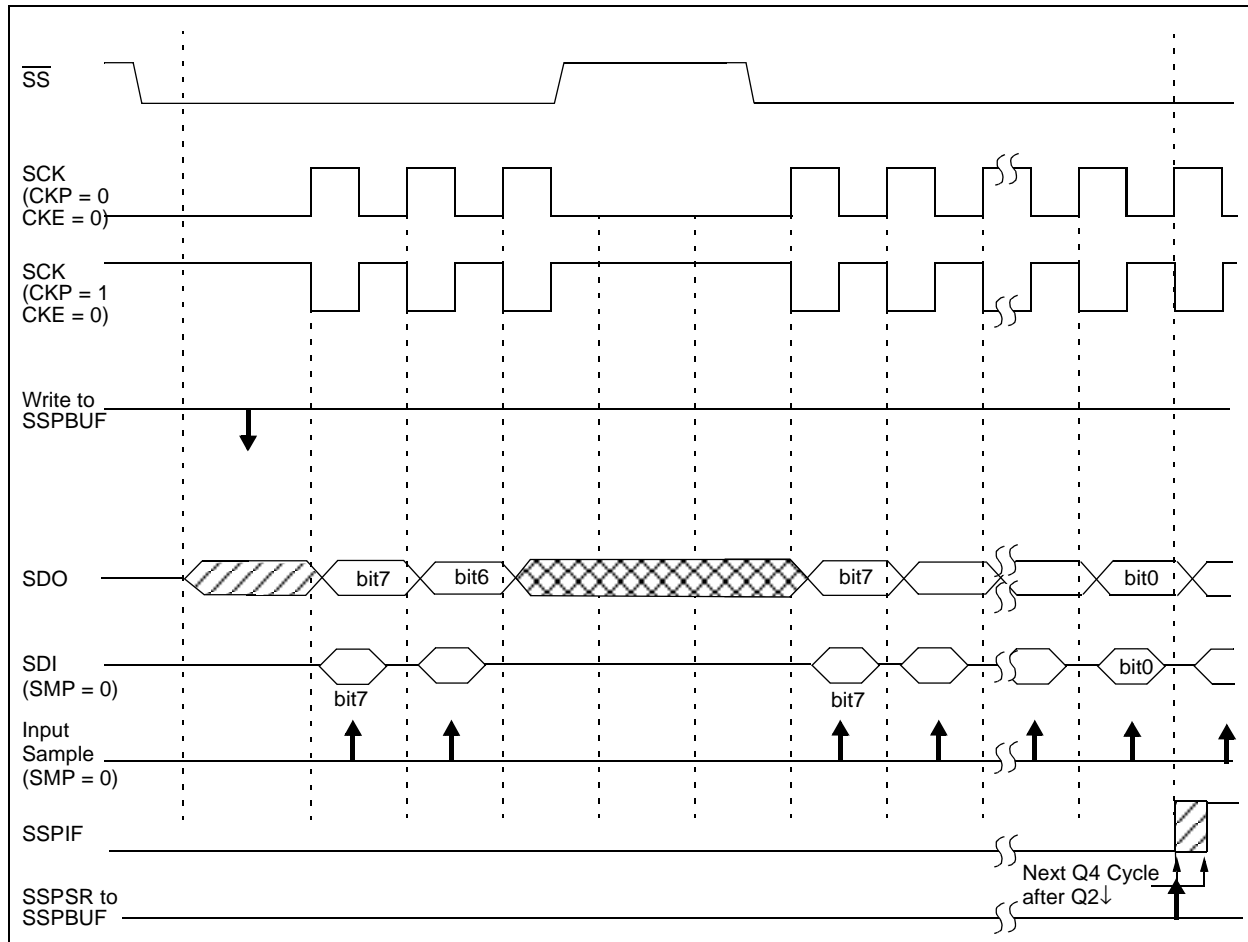 SS
SCK
(CKP = 0
CKE = 0)
SCK
(CKP = 1
CKE = 0)
Write to
SSPBUF
SDO
bit7
bit6
bit7
bit0
SDI
(SMP = 0)
bit7
bit7
bit0
Input
Sample
(SMP = 0)
SSPIF
Next Q4 Cycle
after Q2↓
SSPSR to
SSPBUF